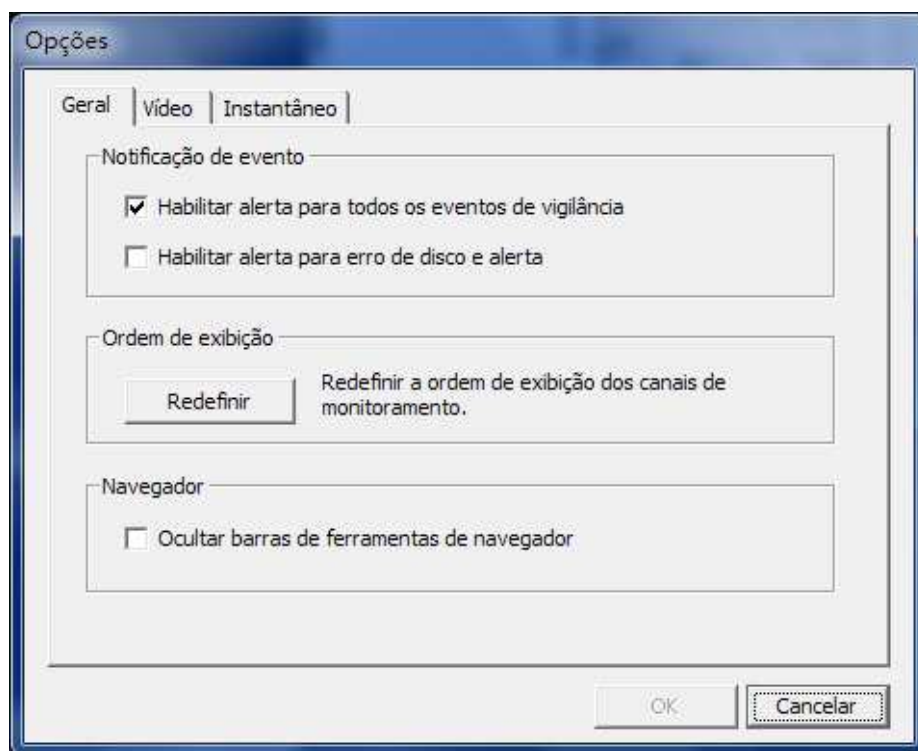 Opções
Geral Vídeo Instantâneo
Notificação de evento
Habilitar alerta para todos os eventos de vigilância
Habilitar alerta para erro de disco e alerta
Ordem de exibição
Redefinir
Redefinir a ordem de exibição dos canais de
monitoramento.
Navegador
Ocultar barras de ferramentas de navegador
OK Cancelar